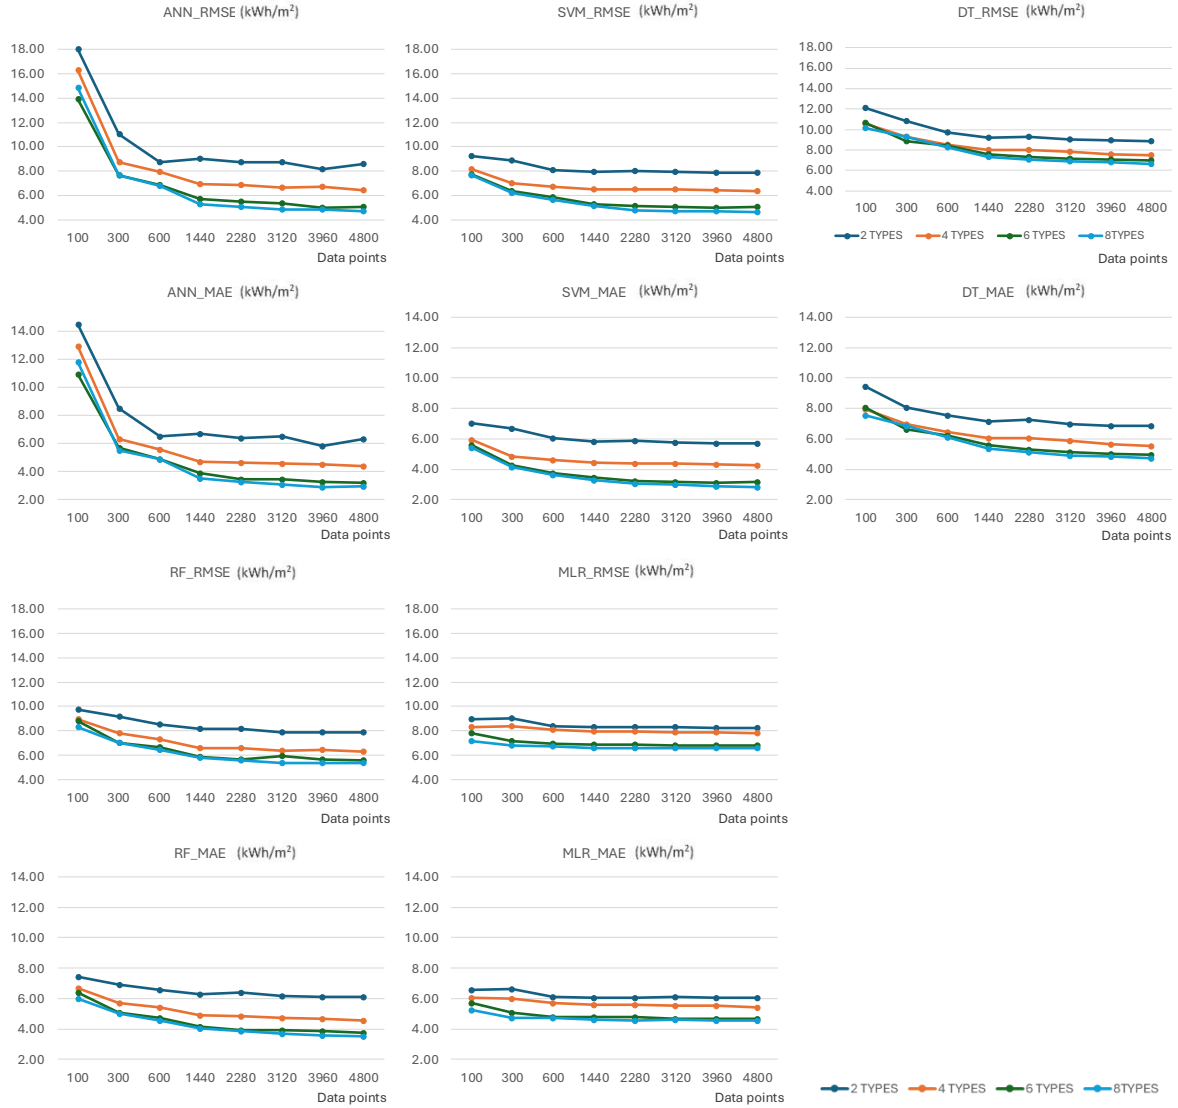 ANN_RMSE (kWh/m²)
18.00
16.00
14.00
12.00
10.00
8.00
6.00
4.00
100 300 600 1440 2280 3120 3960 4800
Data points
SVM_RMSE (kWh/m²)
18.00
16.00
14.00
12.00
10.00
8.00
6.00
4.00
100 300 600 1440 2280 3120 3960 4800
Data points
DT_RMSE (kWh/m²)
18.00
16.00
14.00
12.00
10.00
8.00
6.00
4.00
100 300 600 1440 2280 3120 3960 4800
2 TYPES 4 TYPES 6 TYPES 8TYPES
Data points
ANN_MAE (kWh/m²)
14.00
12.00
10.00
8.00
6.00
4.00
2.00
100 300 600 1440 2280 3120 3960 4800
Data points
SVM_MAE (kWh/m²)
14.00
12.00
10.00
8.00
6.00
4.00
2.00
100 300 600 1440 2280 3120 3960 4800
Data points
DT_MAE (kWh/m²)
14.00
12.00
10.00
8.00
6.00
4.00
2.00
100 300 600 1440 2280 3120 3960 4800
Data points
RF_RMSE (kWh/m²)
18.00
16.00
14.00
12.00
10.00
8.00
6.00
4.00
100 300 600 1440 2280 3120 3960 4800
Data points
MLR_RMSE (kWh/m²)
18.00
16.00
14.00
12.00
10.00
8.00
6.00
4.00
100 300 600 1440 2280 3120 3960 4800
Data points
RF_MAE (kWh/m²)
14.00
12.00
10.00
8.00
6.00
4.00
2.00
100 300 600 1440 2280 3120 3960 4800
Data points
MLR_MAE (kWh/m²)
14.00
12.00
10.00
8.00
6.00
4.00
2.00
100 300 600 1440 2280 3120 3960 4800
Data points
2 TYPES 4 TYPES 6 TYPES 8TYPES